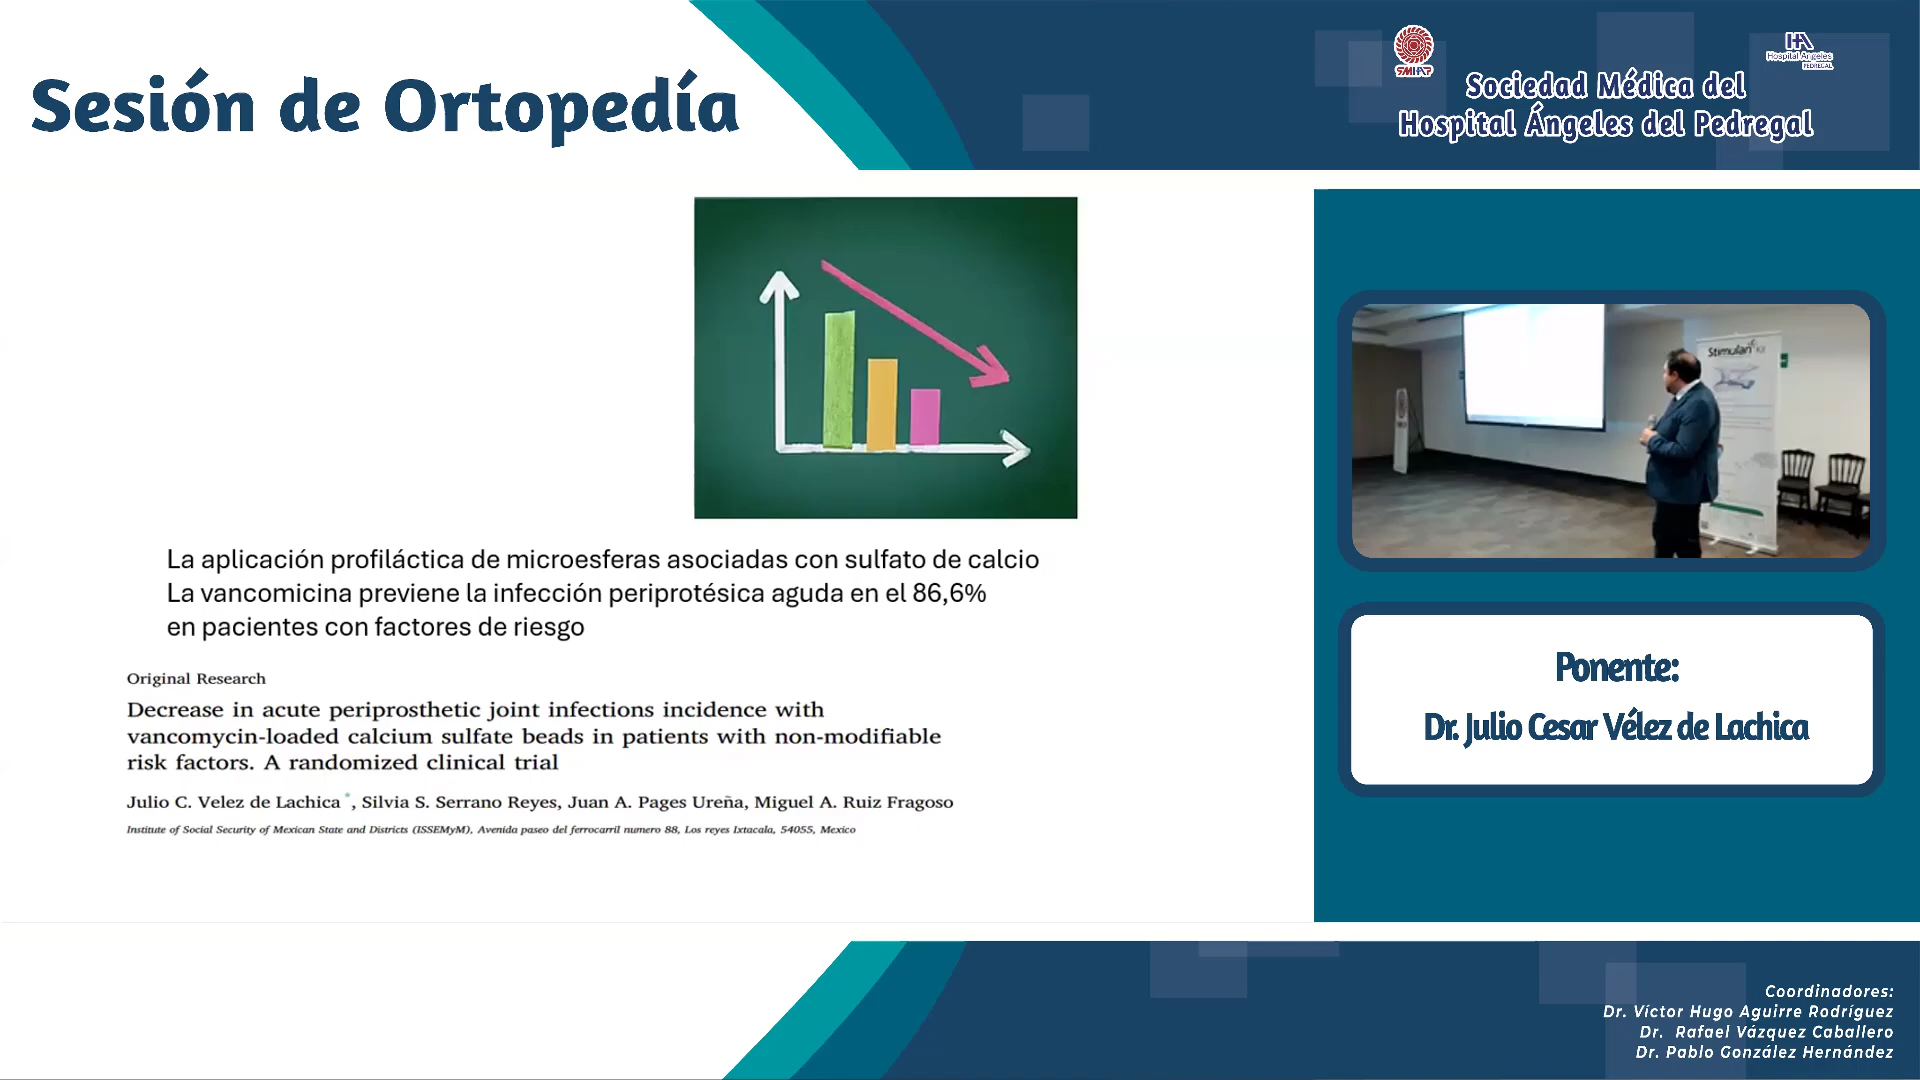 Sesión de Ortopedía
SMHAP
Hospital Angeles
PEDREGAL
Sociedad Médica del
Hospital Ángeles del Pedregal
La aplicación profiláctica de microesferas asociadas con sulfato de calcio
La vancomicina previene la infección periprotésica aguda en el 86,6%
en pacientes con factores de riesgo
Original Research
Decrease in acute periprosthetic joint infections incidence with
vancomycin-loaded calcium sulfate beads in patients with non-modifiable
risk factors. A randomized clinical trial
Julio C. Velez de Lachica *, Silvia S. Serrano Reyes, Juan A. Pages Ureña, Miguel A. Ruiz Fragoso
Institute of Social Security of Mexican State and Districts (ISSEMyM), Avenida paseo del ferrocarril numero 88, Los reyes Ixtacala, 54055, Mexico
Stimulan
Ponente:
Dr. Julio Cesar Vélez de Lachica
Coordinadores:
Dr. Víctor Hugo Aguirre Rodríguez
Dr. Rafael Vázquez Caballero
Dr. Pablo González Hernández